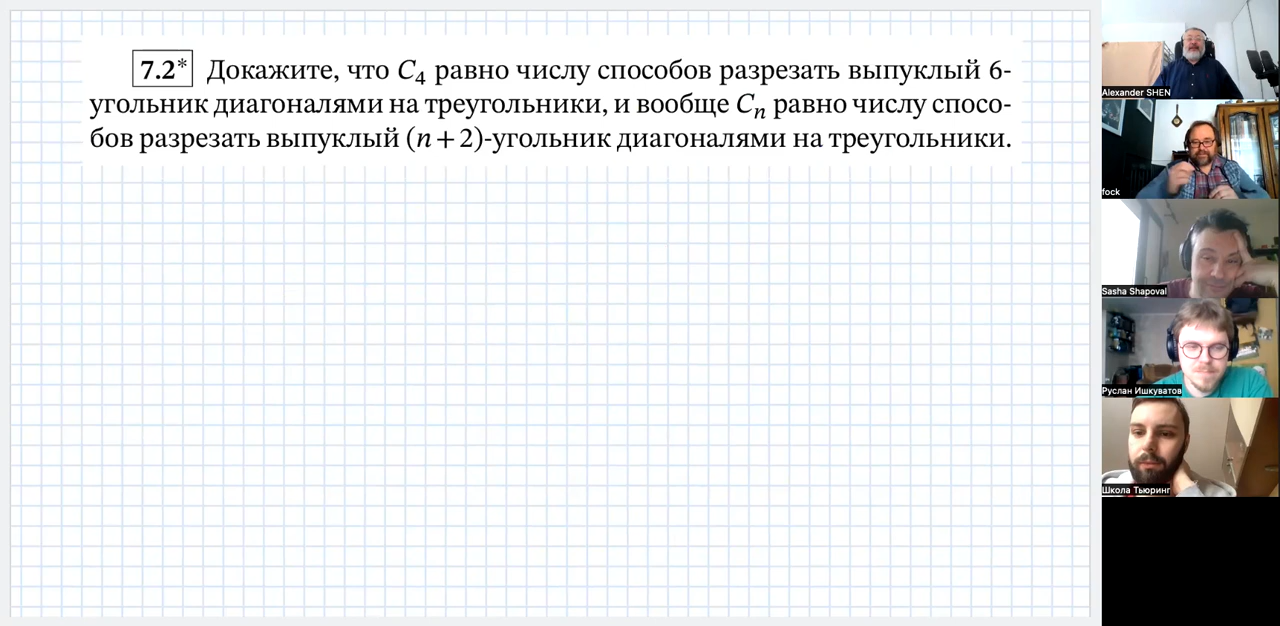 7.2* Докажите, что C₄ равно числу способов разрезать выпуклый 6-
угольник диагоналями на треугольники, и вообще Cₙ равно число спосо-
бов разрезать выпуклый (n + 2)-угольник диагоналями на треугольники.
Alexander SHEN
fock
Sasha Shapoval
Руслан Ишкуватов
Школа Тьюринг